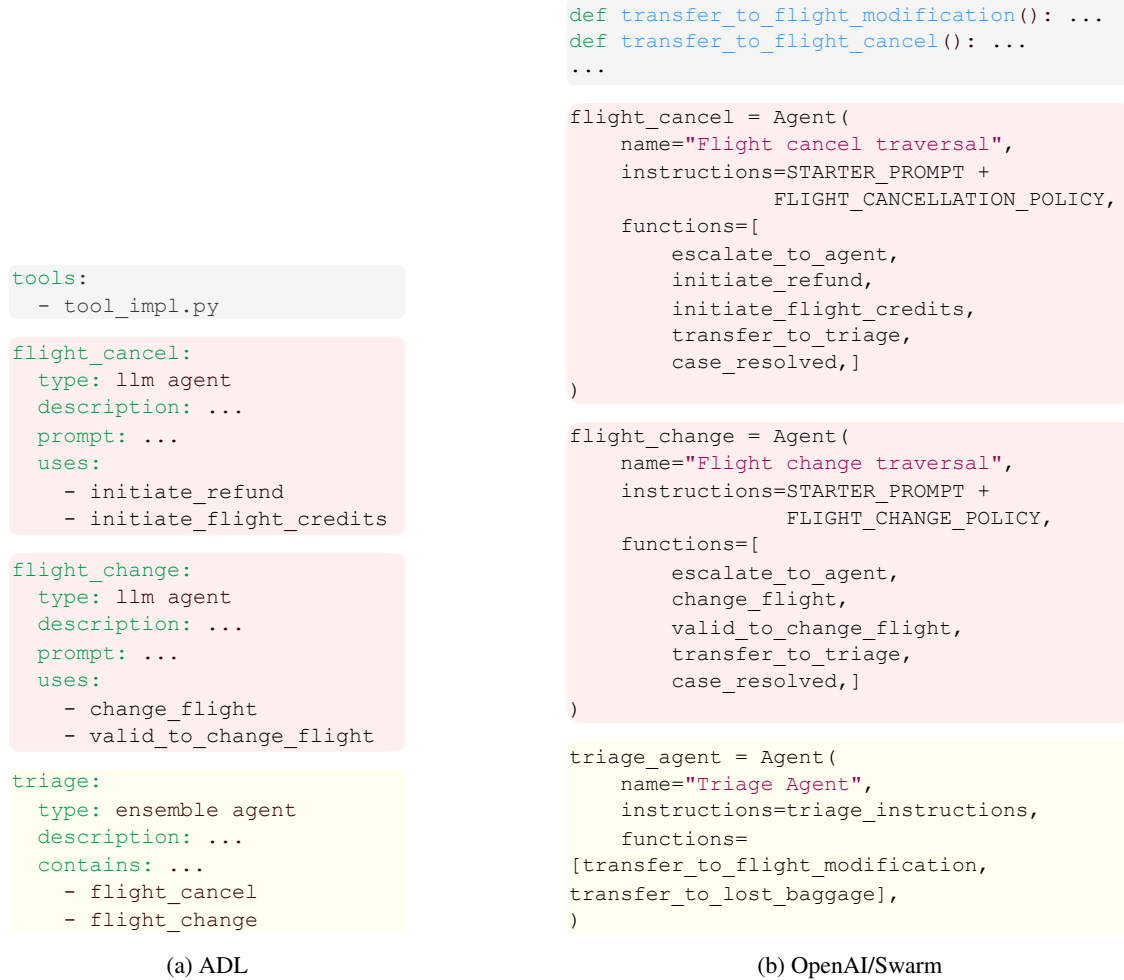 tools:
  - tool_impl.py
flight_cancel:
  type: llm agent
  description: ...
  prompt: ...
  uses:
    - initiate_refund
    - initiate_flight_credits
flight_change:
  type: llm agent
  description: ...
  prompt: ...
  uses:
    - change_flight
    - valid_to_change_flight
triage:
  type: ensemble agent
  description: ...
  contains: ...
    - flight_cancel
    - flight_change
(a) ADL
def transfer_to_flight_modification(): ...
def transfer_to_flight_cancel(): ...
...
flight_cancel = Agent(
    name="Flight cancel traversal",
    instructions=STARTER_PROMPT +
                FLIGHT_CANCELLATION_POLICY,
    functions=[
        escalate_to_agent,
        initiate_refund,
        initiate_flight_credits,
        transfer_to_triage,
        case_resolved,]
)
flight_change = Agent(
    name="Flight change traversal",
    instructions=STARTER_PROMPT +
                 FLIGHT_CHANGE_POLICY,
    functions=[
        escalate_to_agent,
        change_flight,
        valid_to_change_flight,
        transfer_to_triage,
        case_resolved,]
)
triage_agent = Agent(
    name="Triage Agent",
    instructions=triage_instructions,
    functions=
[transfer_to_flight_modification,
transfer_to_lost_baggage],
)
(b) OpenAI/Swarm